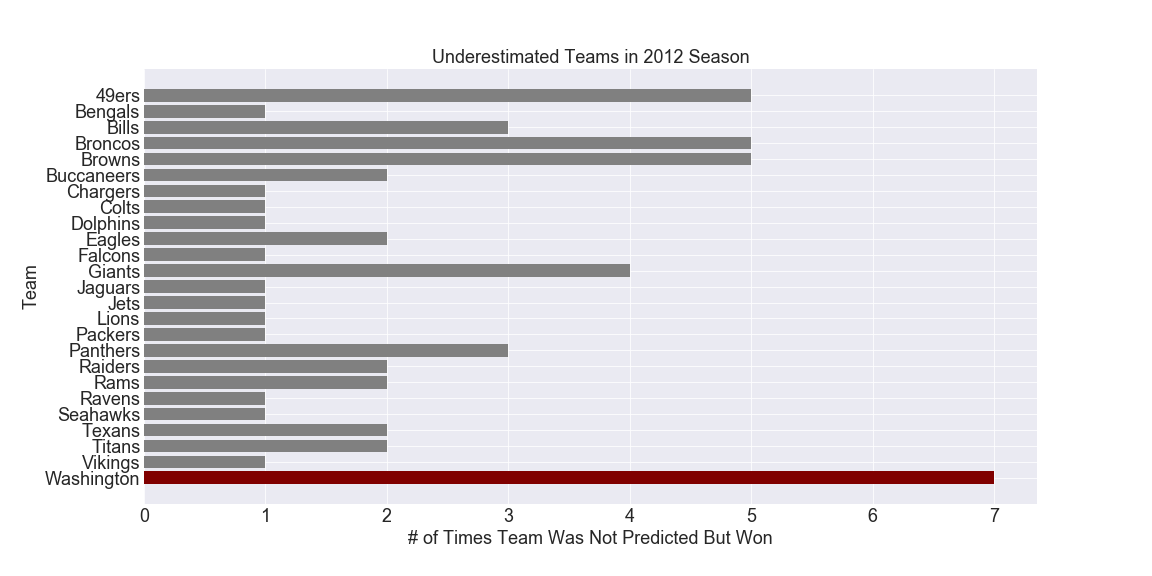 Underestimated Teams in 2012 Season
Team
49ers
Bengals
Bills
Broncos
Browns
Buccaneers
Chargers
Colts
Dolphins
Eagles
Falcons
Giants
Jaguars
Jets
Lions
Packers
Panthers
Raiders
Rams
Ravens
Seahawks
Texans
Titans
Vikings
Washington
0 1 2 3 4 5 6 7
# of Times Team Was Not Predicted But Won